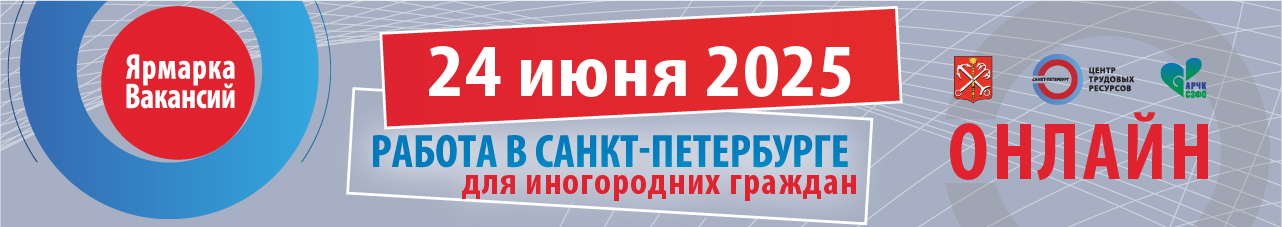 Ярмарка
Вакансий
24 июня 2025
РАБОТА В САНКТ-ПЕТЕРБУРГЕ
для иногородних граждан
САНКТ-ПЕТЕРБУРГ
ЦЕНТР
ТРУДОВЫХ
РЕСУРСОВ
АРЧК
СЗФО
ОНЛАЙН